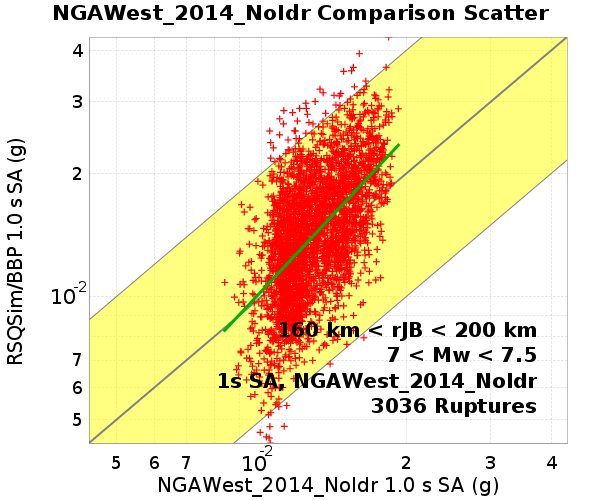 NGAWest_2014_NoIdr Comparison Scatter
RSQSim/BBP 1.0 s SA (g)
4
3
2
10-2
7
6
5
160 km < rJB < 200 km
7 < Mw < 7.5
1s SA, NGAWest_2014_NoIdr
3036 Ruptures
5 6 7 10-2 2 3 4
NGAWest_2014_NoIdr 1.0 s SA (g)